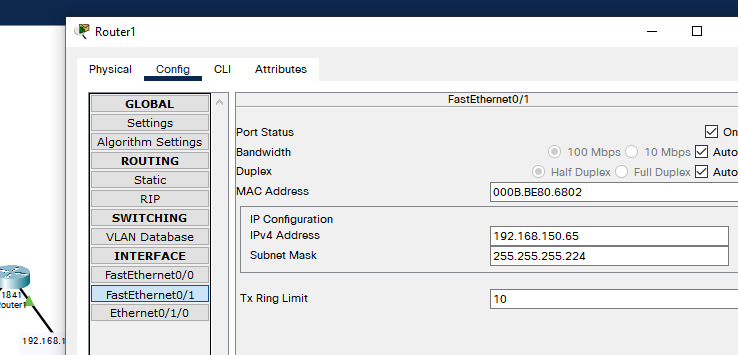 Router1
Physical Config CLI Attributes
GLOBAL
Settings
Algorithm Settings
ROUTING
Static
RIP
SWITCHING
VLAN Database
INTERFACE
FastEthernet0/0
FastEthernet0/1
Ethernet0/1/0
FastEthernet0/1
Port Status On
Bandwidth 100 Mbps 10 Mbps Auto
Duplex Half Duplex Full Duplex Auto
MAC Address 000B.BE80.6802
IP Configuration
IPv4 Address 192.168.150.65
Subnet Mask 255.255.255.224
Tx Ring Limit 10
1841
Router1
192.168.1